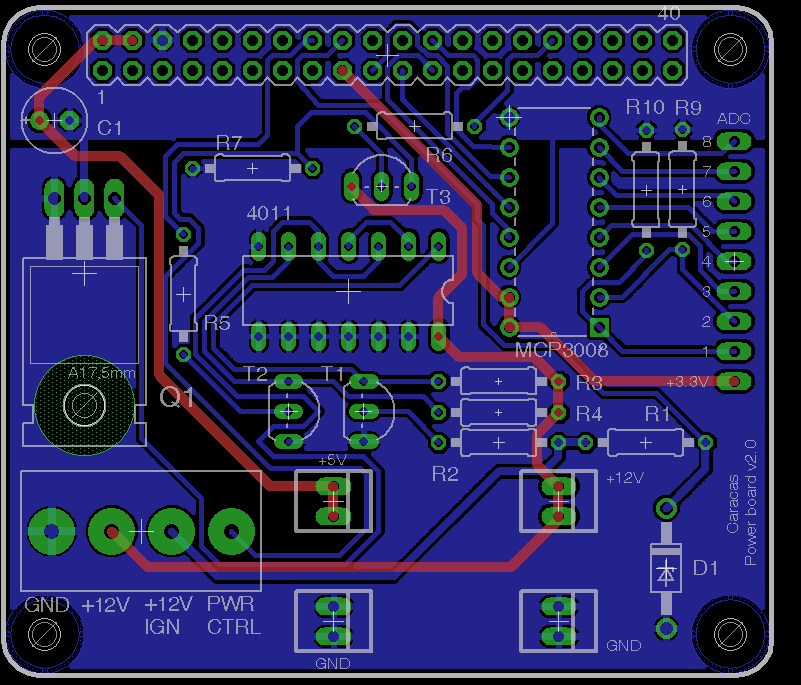 40
1
C1
R10 R9
ADC
R7
R6
8
7
T3
6
4011
5
4
3
R5
2
MCP3008
1
A17,5mm
T2 T1
R3
+3.3V
Q1
R4
R1
R2
+5V
+12V
Caracas
Power board v2.0
D1
GND +12V +12V PWR
IGN CTRL
GND
GND